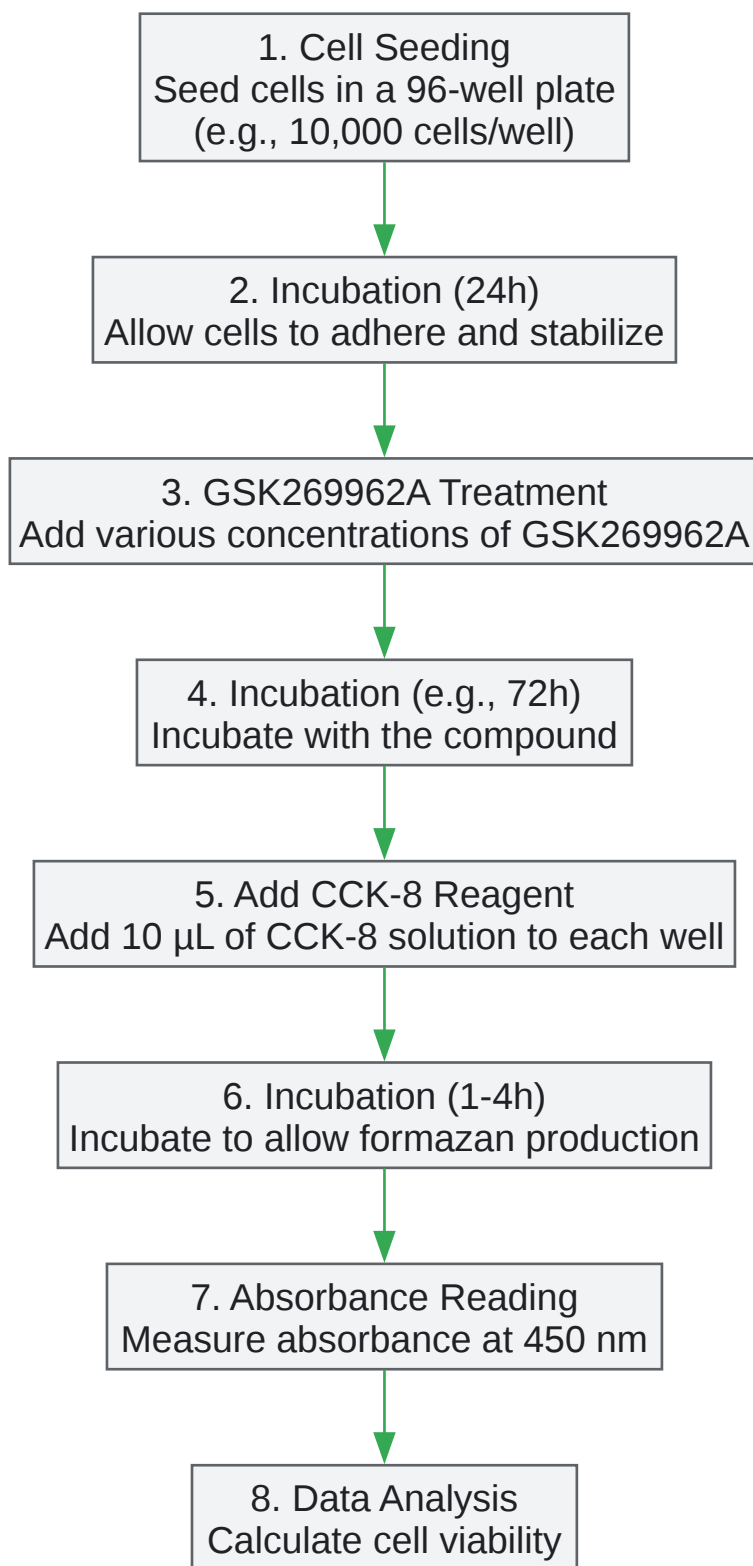 1. Cell Seeding
Seed cells in a 96-well plate
(e.g., 10,000 cells/well)
2. Incubation (24h)
Allow cells to adhere and stabilize
3. GSK269962A Treatment
Add various concentrations of GSK269962A
4. Incubation (e.g., 72h)
Incubate with the compound
5. Add CCK-8 Reagent
Add 10 µL of CCK-8 solution to each well
6. Incubation (1-4h)
Incubate to allow formazan production
7. Absorbance Reading
Measure absorbance at 450 nm
8. Data Analysis
Calculate cell viability